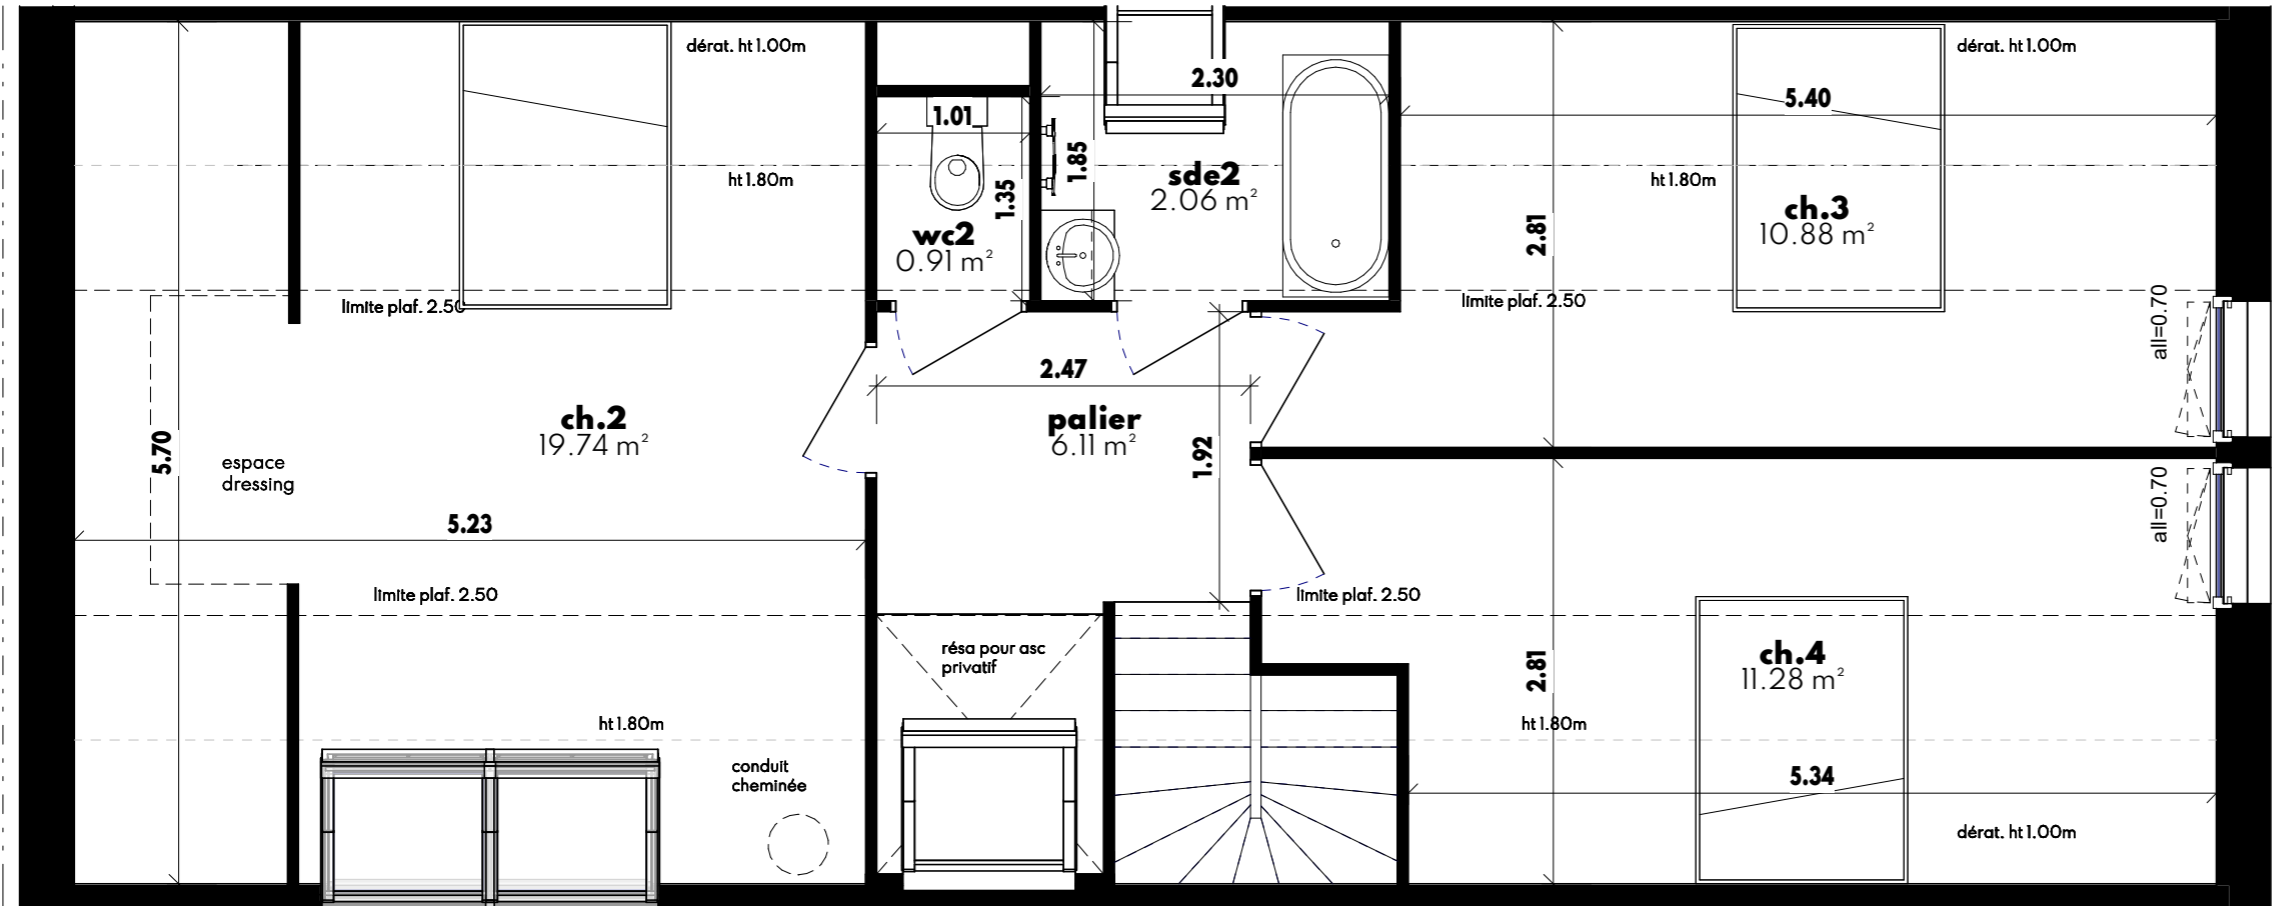 dérat. ht 1.00m
dérat. ht 1.00m
2.30
5.40
1.01
1.85
1.35
ht 1.80m
sde2
2.06 m²
ht 1.80m
ch.3
10.88 m²
2.81
wc2
0.91 m²
limite plaf. 2.50
limite plaf. 2.50
all=0.70
2.47
ch.2
19.74 m²
palier
6.11 m²
5.70
1.92
espace
dressing
all=0.70
5.23
limite plaf. 2.50
limite plaf. 2.50
résa pour asc
privatif
2.81
ch.4
11.28 m²
ht 1.80m
ht 1.80m
conduit
cheminée
5.34
dérat. ht 1.00m